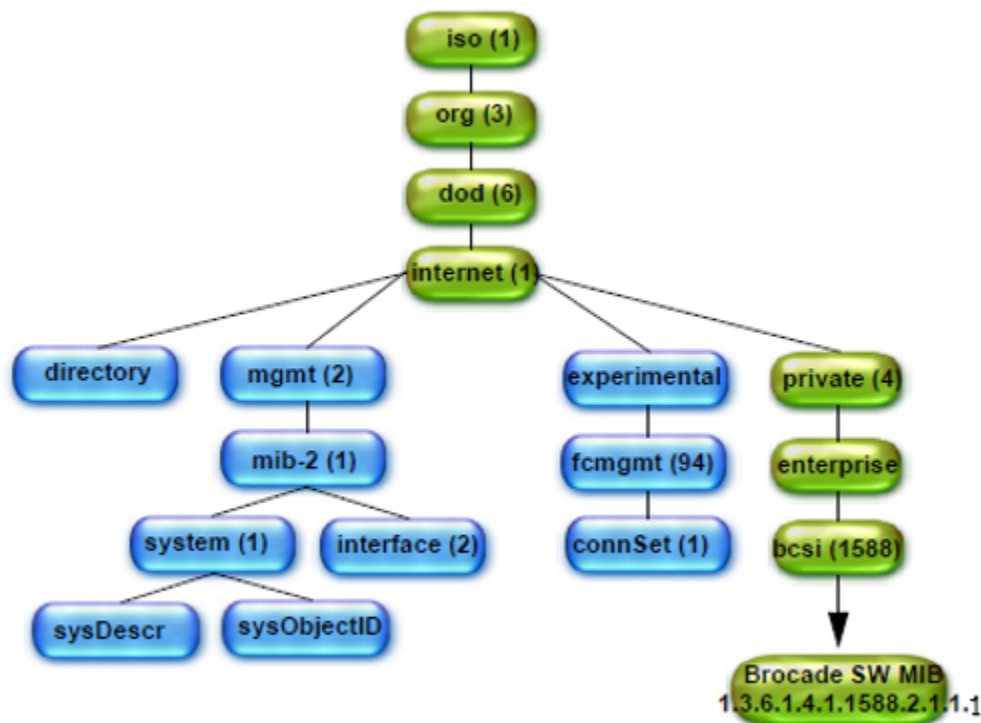 iso (1)
org (3)
dod (6)
internet (1)
directory
mgmt (2)
experimental
private (4)
mib-2 (1)
fcmgmt (94)
enterprise
system (1)
interface (2)
connSet (1)
bcsi (1588)
sysDescr
sysObjectID
Brocade SW MIB
1.3.6.1.4.1.1588.2.1.1.1